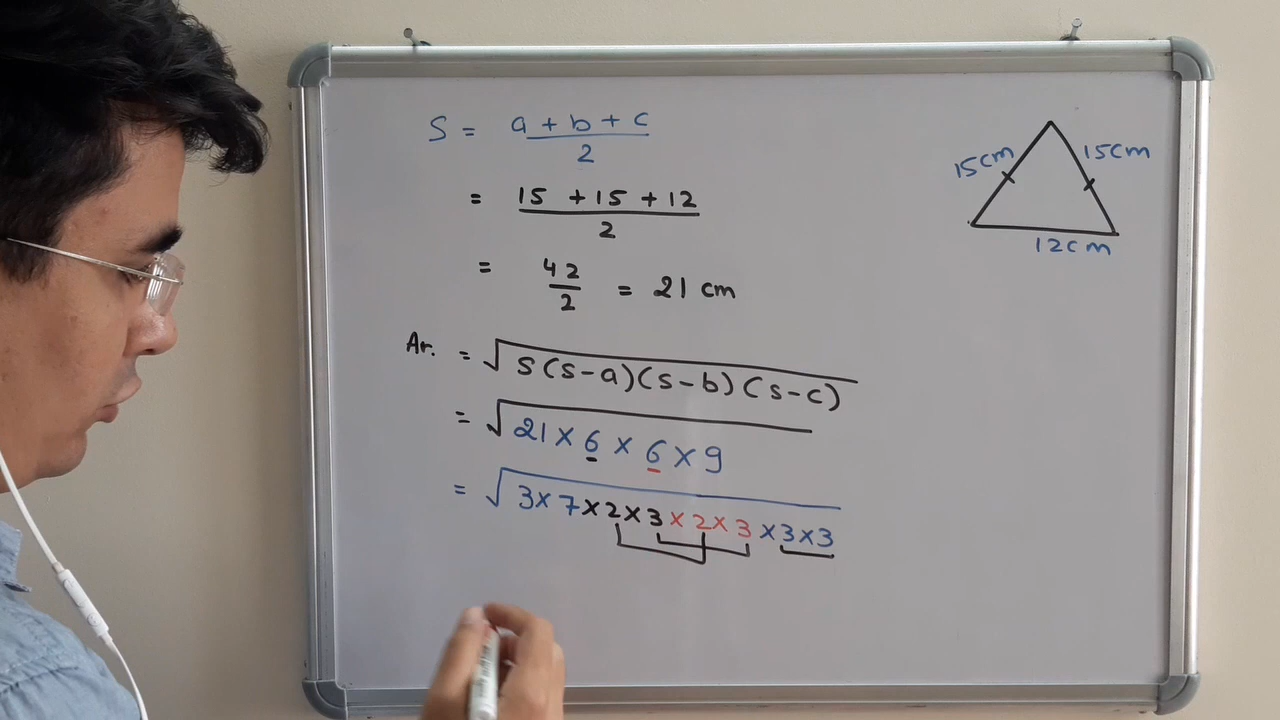 S = a + b + c / 2
= 15 + 15 + 12 / 2
= 42 / 2 = 21 cm
Ar. = √ s(s-a)(s-b)(s-c)
= √ 21 × 6 × 6 × 9
= √ 3 × 7 × 2 × 3 × 2 × 3 × 3 × 3
15cm 15cm
12cm